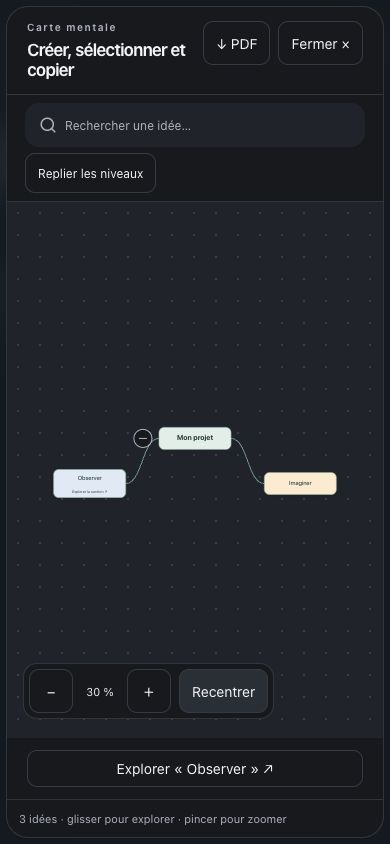 Carte mentale
Créer, sélectionner et
copier
↓ PDF
Fermer ×
Rechercher une idée...
Replier les niveaux
Mon projet
Observer
Explorer la section ↗
Imaginer
−
30 %
+
Recentrer
Explorer « Observer » ↗
3 idées · glisser pour explorer · pincer pour zoomer